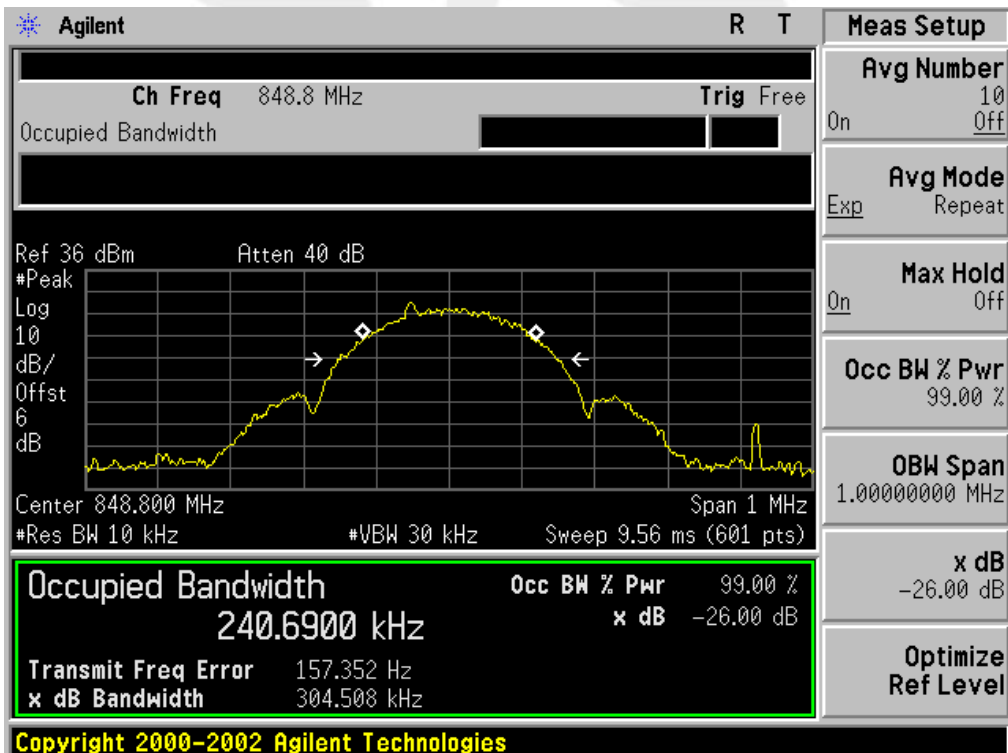 Agilent R T
Ch Freq 848.8 MHz Trig Free
Occupied Bandwidth
Ref 36 dBm Atten 40 dB
#Peak
Log
10
dB/
Offst
6
dB
Center 848.800 MHz Span 1 MHz
#Res BW 10 kHz #VBW 30 kHz Sweep 9.56 ms (601 pts)
Occupied Bandwidth Occ BW % Pwr 99.00 %
240.6900 kHz x dB -26.00 dB
Transmit Freq Error 157.352 Hz
x dB Bandwidth 304.508 kHz
Copyright 2000-2002 Agilent Technologies
Meas Setup
Avg Number
10
On Off
Avg Mode
Exp Repeat
Max Hold
On Off
Occ BW % Pwr
99.00 %
OBW Span
1.00000000 MHz
x dB
-26.00 dB
Optimize
Ref Level